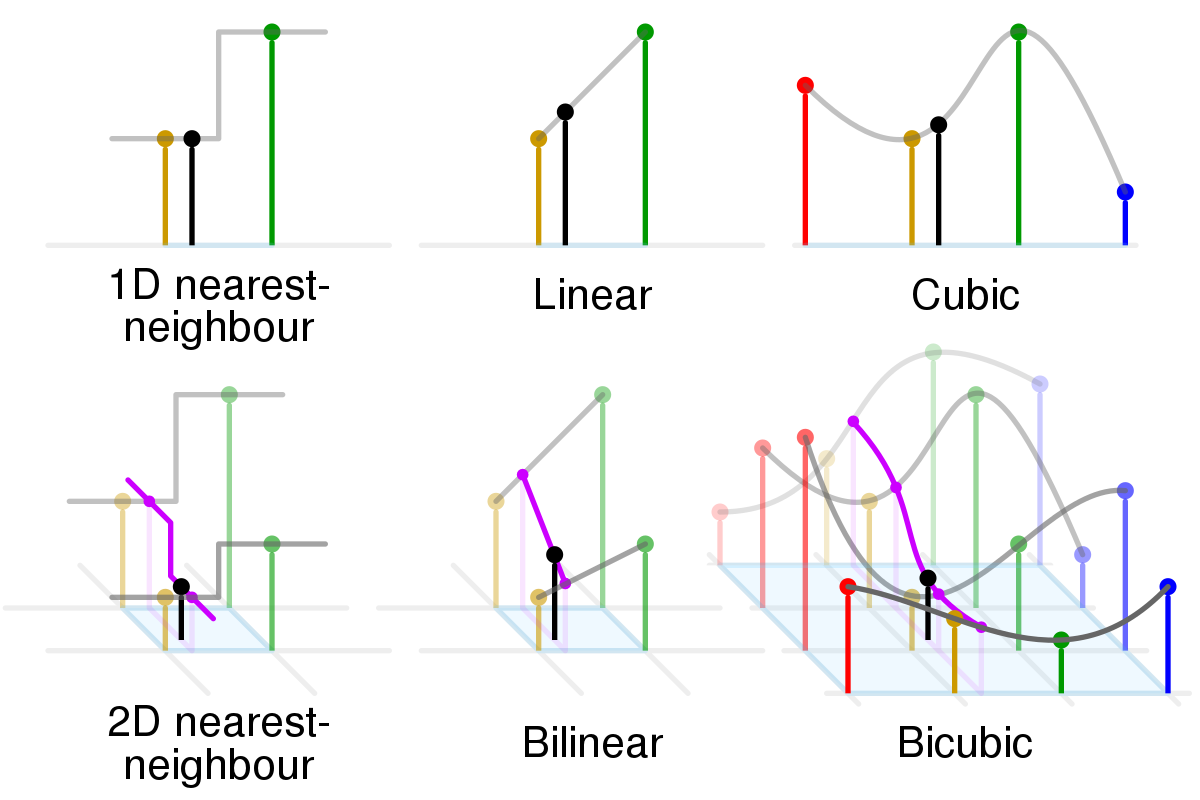 1D nearest-
neighbour
Linear
Cubic
2D nearest-
neighbour
Bilinear
Bicubic